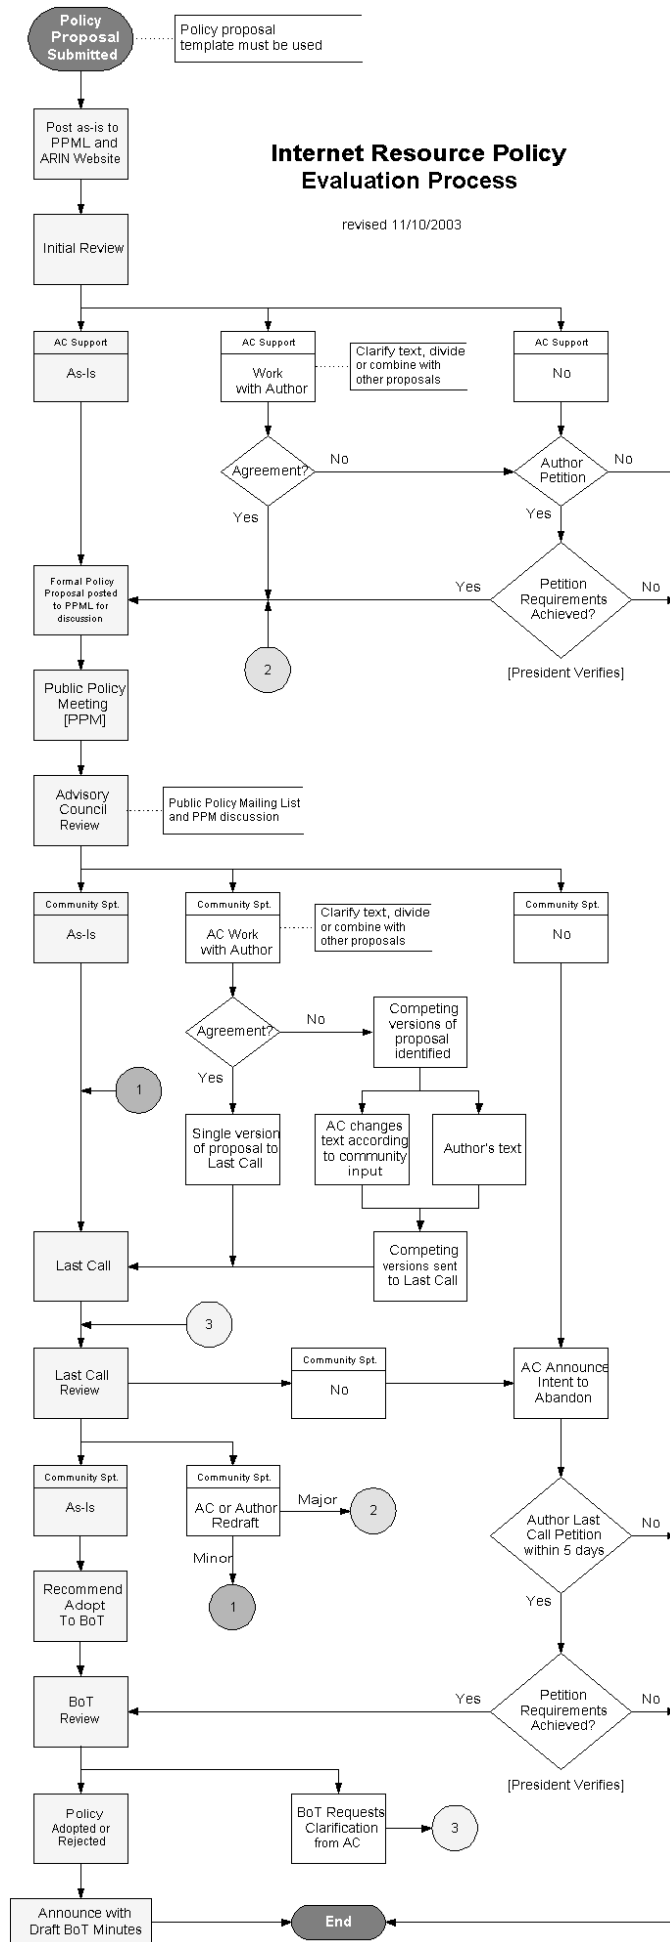 Policy
Proposal
Submitted
Policy proposal
template must be used
Post as-is to
PPML and
ARIN Website
Internet Resource Policy
Evaluation Process
revised 11/10/2003
Initial Review
AC Support
As-Is
AC Support
Work
with Author
Clarify text, divide
or combine with
other proposals
AC Support
No
Agreement?
No
Yes
Author
Petition
No
Yes
Formal Policy
Proposal posted
to PPML for
discussion
Yes
Petition
Requirements
Achieved?
No
[President Verifies]
2
Public Policy
Meeting
[PPM]
Advisory
Council
Review
Public Policy Mailing List
and PPM discussion
Community Spt.
As-Is
Community Spt.
AC Work
with Author
Clarify text, divide
or combine with
other proposals
Community Spt.
No
Agreement?
No
Yes
Competing
versions of
proposal
identified
1
Single version
of proposal to
Last Call
AC changes
text according
to community
input
Author's text
Last Call
Competing
versions sent
to Last Call
3
Last Call
Review
Community Spt.
No
AC Announce
Intent to
Abandon
Community Spt.
As-Is
Community Spt.
AC or Author
Redraft
Major
2
Minor
1
Author Last
Call Petition
within 5 days
No
Yes
Recommend
Adopt
To BoT
BoT
Review
Yes
Petition
Requirements
Achieved?
No
[President Verifies]
Policy
Adopted or
Rejected
BoT Requests
Clarification
from AC
3
Announce with
Draft BoT Minutes
End